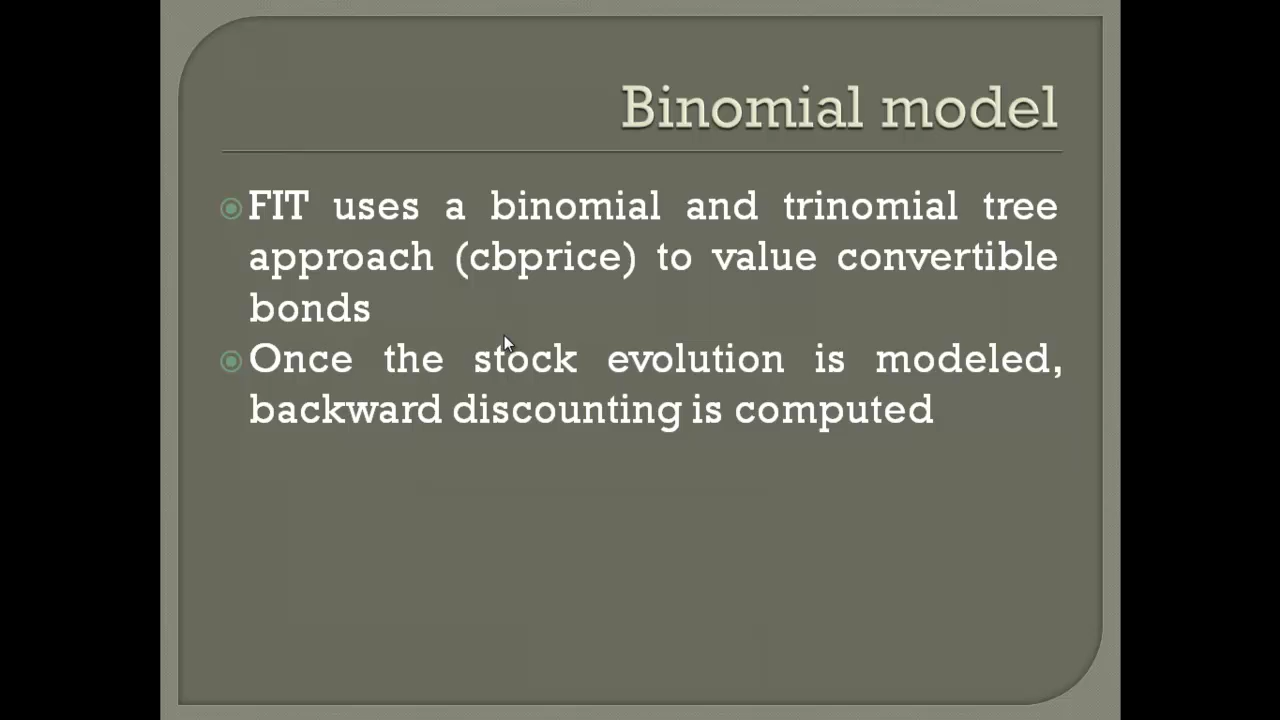 Binomial model
FIT uses a binomial and trinomial tree
approach (cbprice) to value convertible
bonds
Once the stock evolution is modeled,
backward discounting is computed